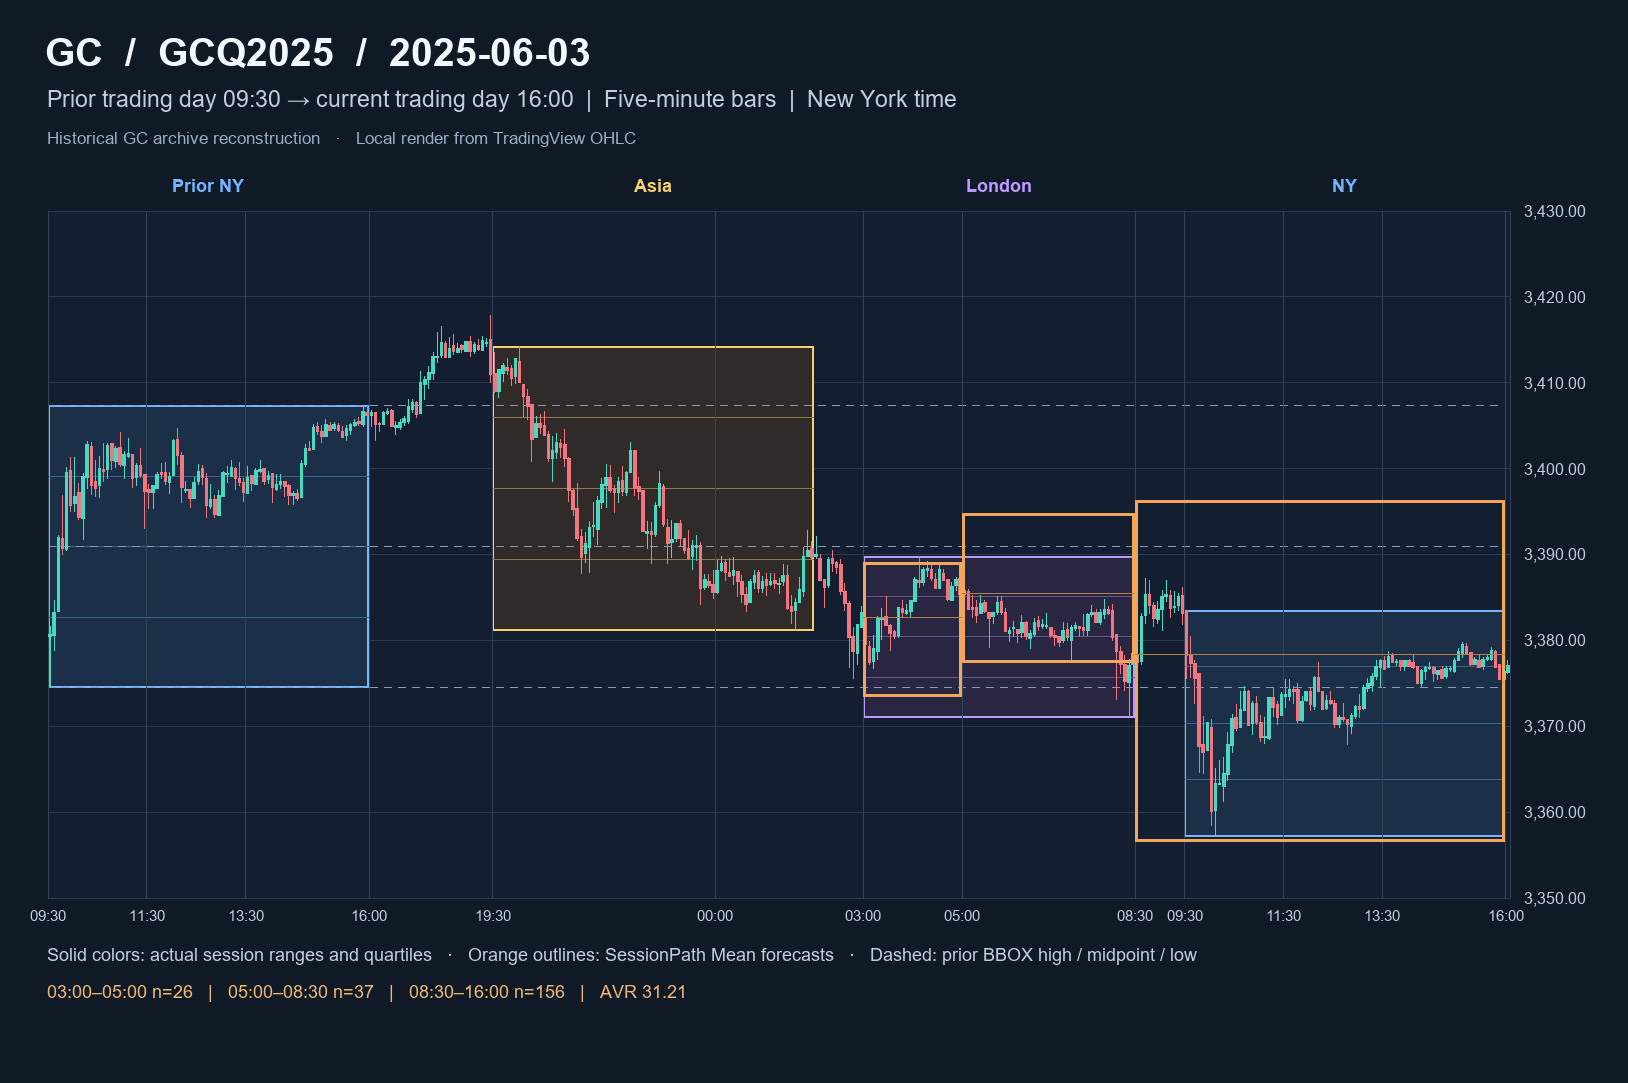 GC / GCQ2025 / 2025-06-03
Prior trading day 09:30 → current trading day 16:00 | Five-minute bars | New York time
Historical GC archive reconstruction · Local render from TradingView OHLC
Prior NY Asia London NY
3,430.00
3,420.00
3,410.00
3,400.00
3,390.00
3,380.00
3,370.00
3,360.00
3,350.00
09:30 11:30 13:30 16:00 19:30 00:00 03:00 05:00 08:30 09:30 11:30 13:30 16:00
Solid colors: actual session ranges and quartiles · Orange outlines: SessionPath Mean forecasts · Dashed: prior BBOX high / midpoint / low
03:00–05:00 n=26 | 05:00–08:30 n=37 | 08:30–16:00 n=156 | AVR 31.21